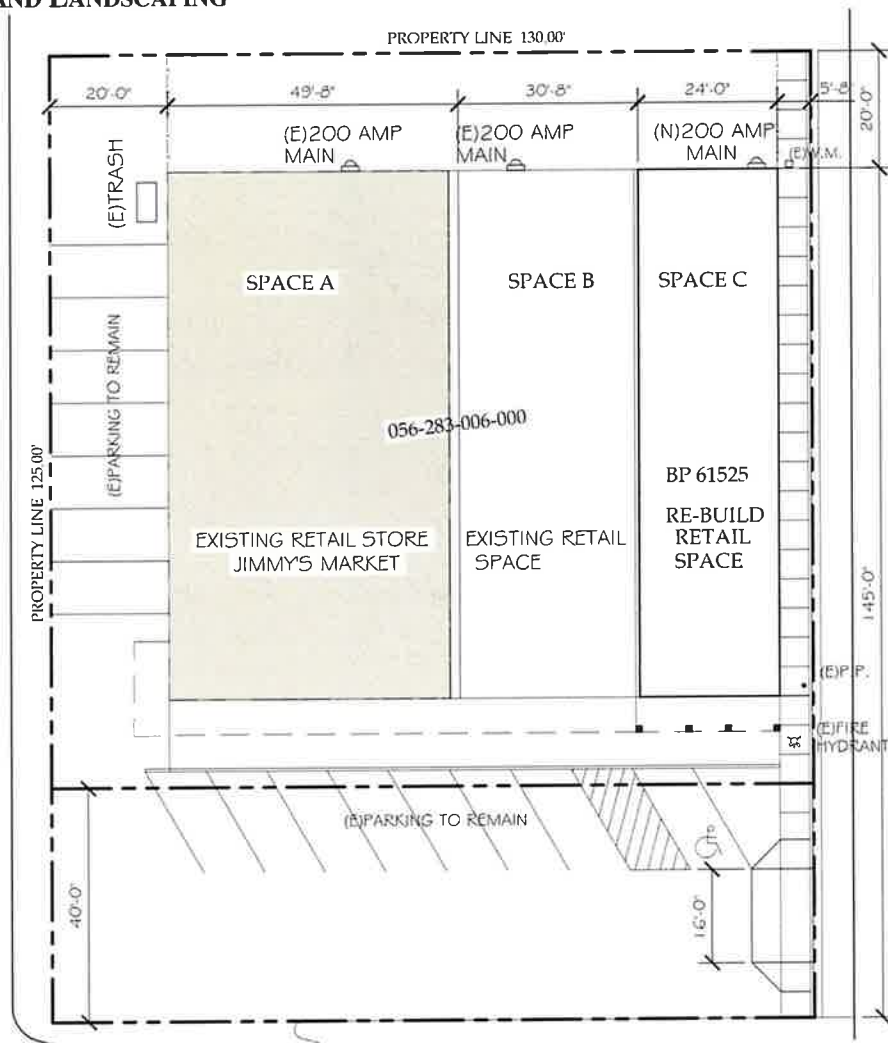 AND LANDSCAPING
PROPERTY LINE 130.00'
20'-0"
49'-8"
30'-8"
24'-0"
5'-8"
20'-0"
(E)200 AMP
MAIN
(E)200 AMP
MAIN
(N)200 AMP
MAIN
(E)W.M.
(E)TRASH
SPACE A
SPACE B
SPACE C
(E)PARKING TO REMAIN
056-283-006-000
PROPERTY LINE 125.00'
BP 61525
RE-BUILD
RETAIL
SPACE
EXISTING RETAIL STORE
JIMMY'S MARKET
EXISTING RETAIL
SPACE
145'-0"
(E)P.P.
(E)FIRE
HYDRANT
(E)PARKING TO REMAIN
40'-0"
16'-0"